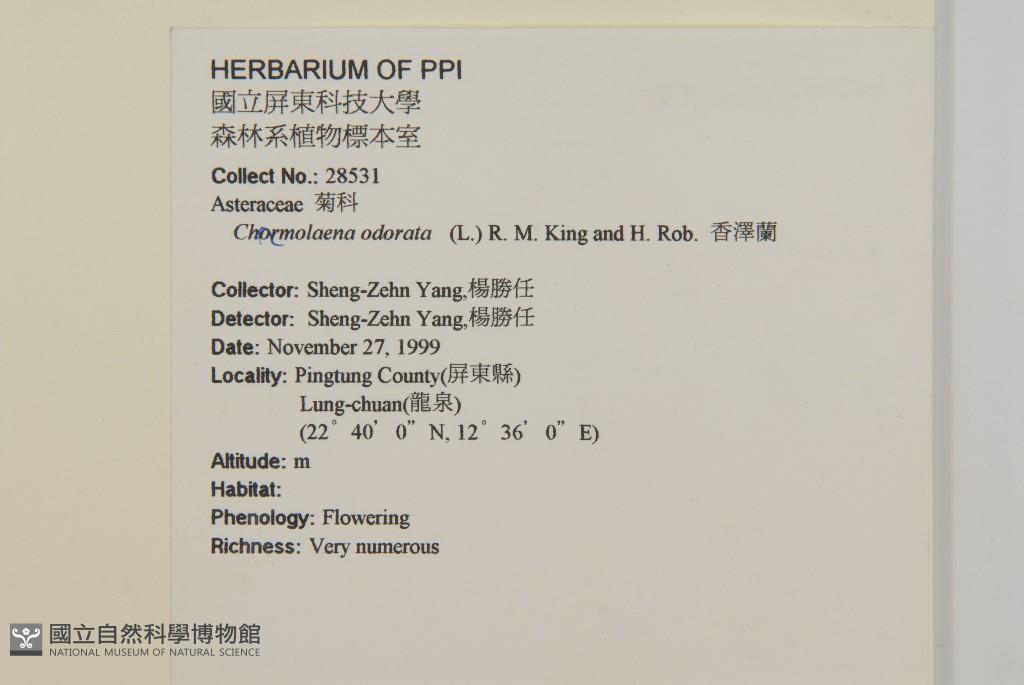 HERBARIUM OF PPI
國立屏東科技大學
森林系植物標本室
Collect No.: 28531
Asteraceae 菊科
Chormolaena odorata (L.) R. M. King and H. Rob. 香澤蘭
Collector: Sheng-Zehn Yang,楊勝任
Detector: Sheng-Zehn Yang,楊勝任
Date: November 27, 1999
Locality: Pingtung County(屏東縣)
Lung-chuan(龍泉)
(22° 40' 0” N, 12° 36' 0” E)
Altitude: m
Habitat:
Phenology: Flowering
Richness: Very numerous
國立自然科學博物館
NATIONAL MUSEUM OF NATURAL SCIENCE